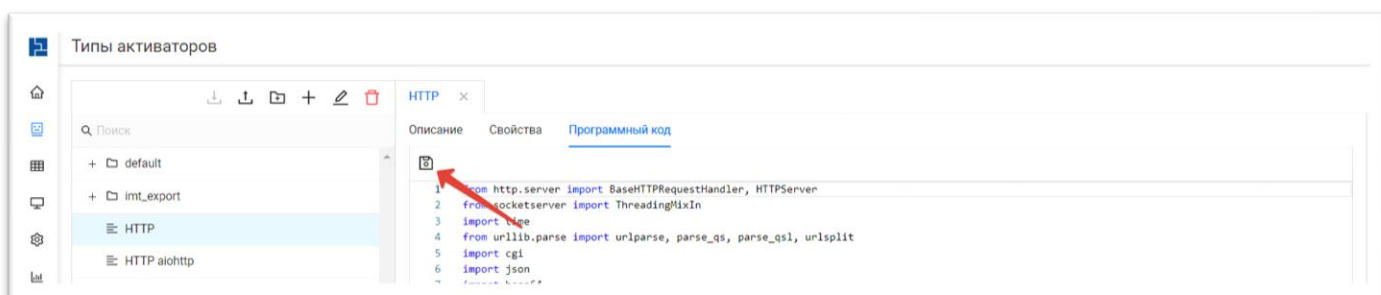 Типы активаторов
HTTP
Поиск
Описание Свойства Программный код
default
imt_export
HTTP
HTTP aiohttp
1 from http.server import BaseHTTPRequestHandler, HTTPServer
2 from socketserver import ThreadingMixIn
3 import time
4 from urllib.parse import urlparse, parse_qs, parse_qsl, urlsplit
5 import cgi
6 import json